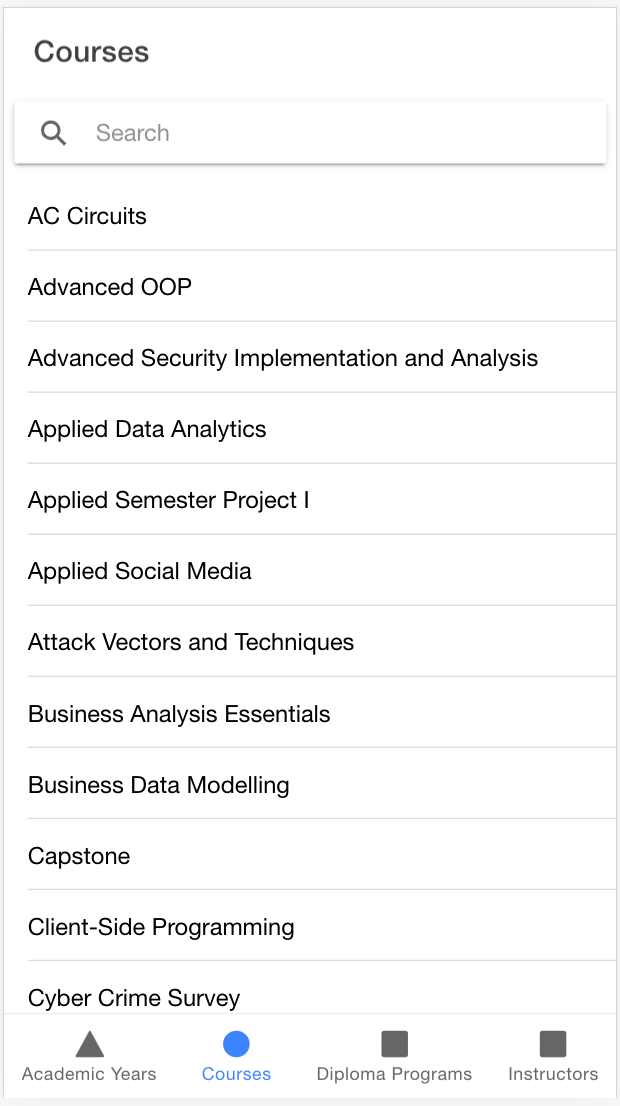 Courses
Search
AC Circuits
Advanced OOP
Advanced Security Implementation and Analysis
Applied Data Analytics
Applied Semester Project I
Applied Social Media
Attack Vectors and Techniques
Business Analysis Essentials
Business Data Modelling
Capstone
Client-Side Programming
Cyber Crime Survey
Academic Years Courses Diploma Programs Instructors